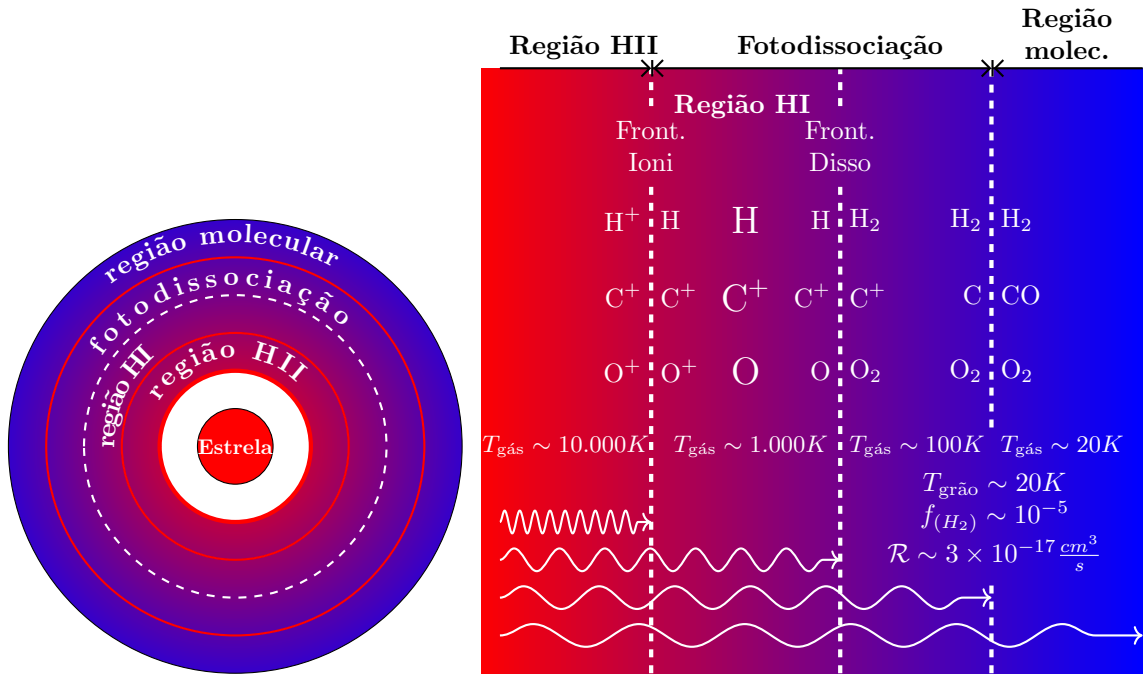 Região HII
Fotodissociação
Região
molec.
Região HI
Front.
Ioni
Front.
Disso
H⁺ H H H H₂ H₂ H₂
C⁺ C⁺ C⁺ C⁺ C⁺ C CO
O⁺ O⁺ O O O₂ O₂ O₂
T_gás ∼ 10.000K T_gás ∼ 1.000K T_gás ∼ 100K T_gás ∼ 20K
T_grão ∼ 20K
f_(H₂) ∼ 10⁻⁵
ℛ ∼ 3 × 10⁻¹⁷ cm³/s
região molecular
fotodissociação
região HI
região HII
Estrela